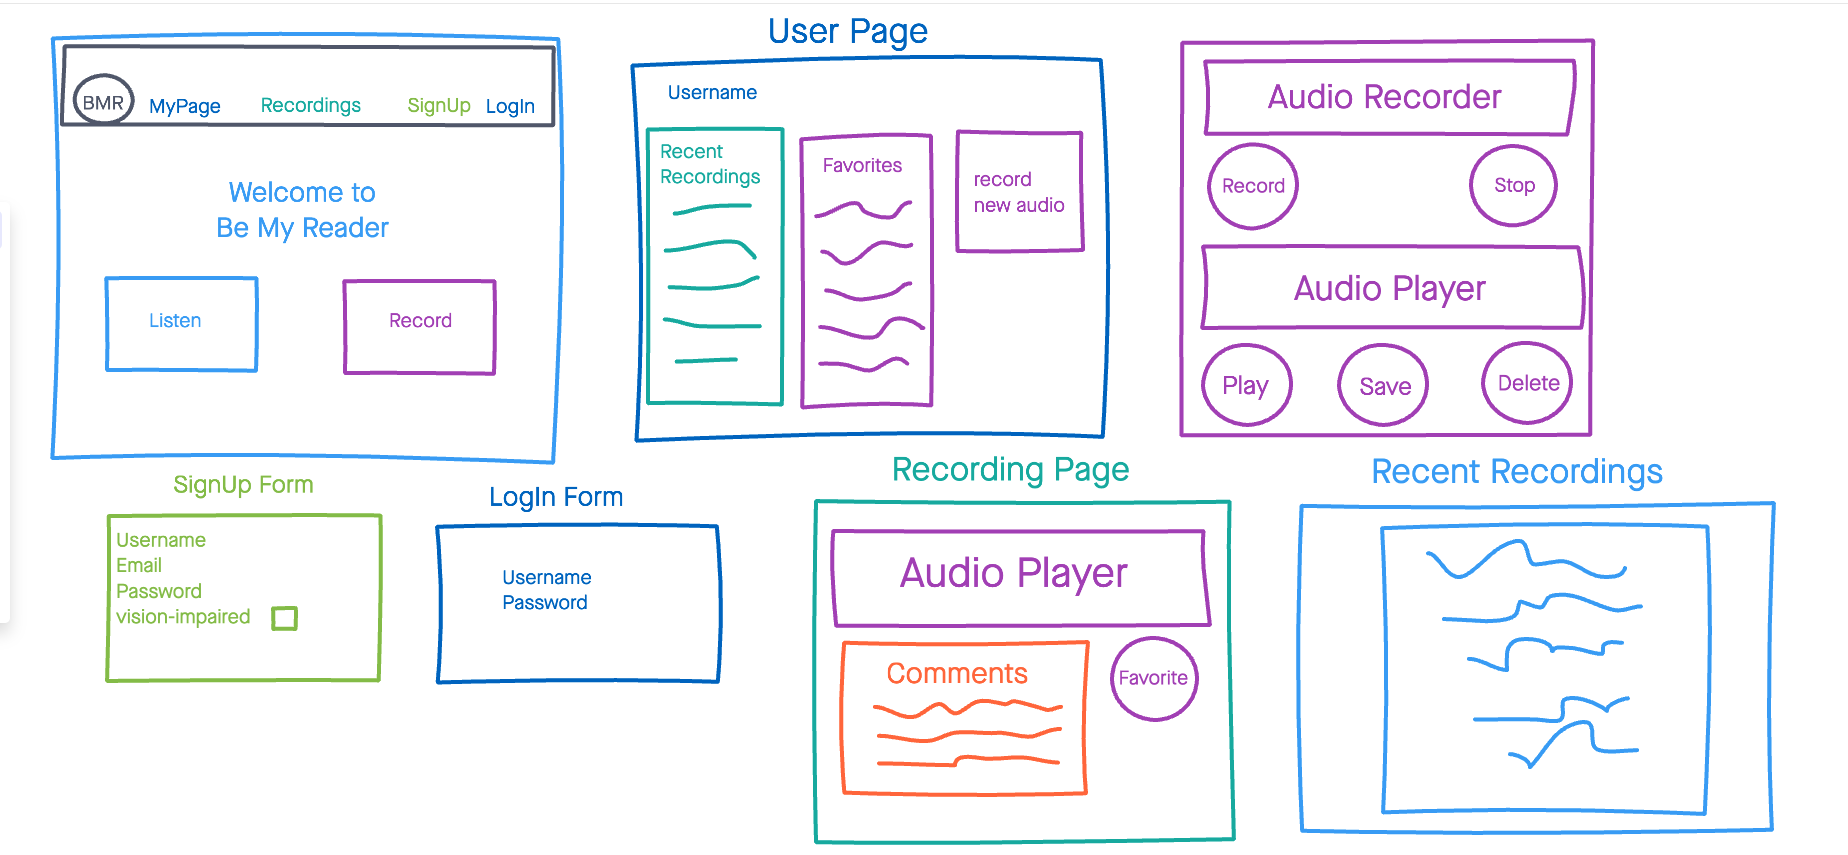 BMR
MyPage
Recordings
SignUp
LogIn
Welcome to
Be My Reader
Listen
Record
User Page
Username
Recent
Recordings
Favorites
record
new audio
Audio Recorder
Record
Stop
Audio Player
Play
Save
Delete
SignUp Form
Username
Email
Password
vision-impaired
LogIn Form
Username
Password
Recording Page
Audio Player
Comments
Favorite
Recent Recordings